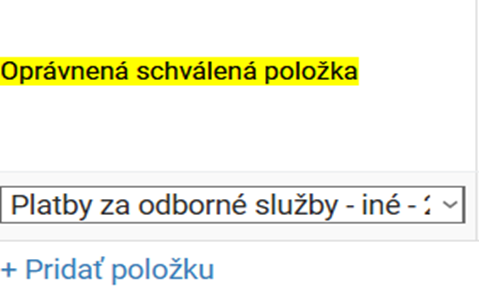 Oprávnená schválená položka
Platby za odborné služby - iné -
+ Pridať položku